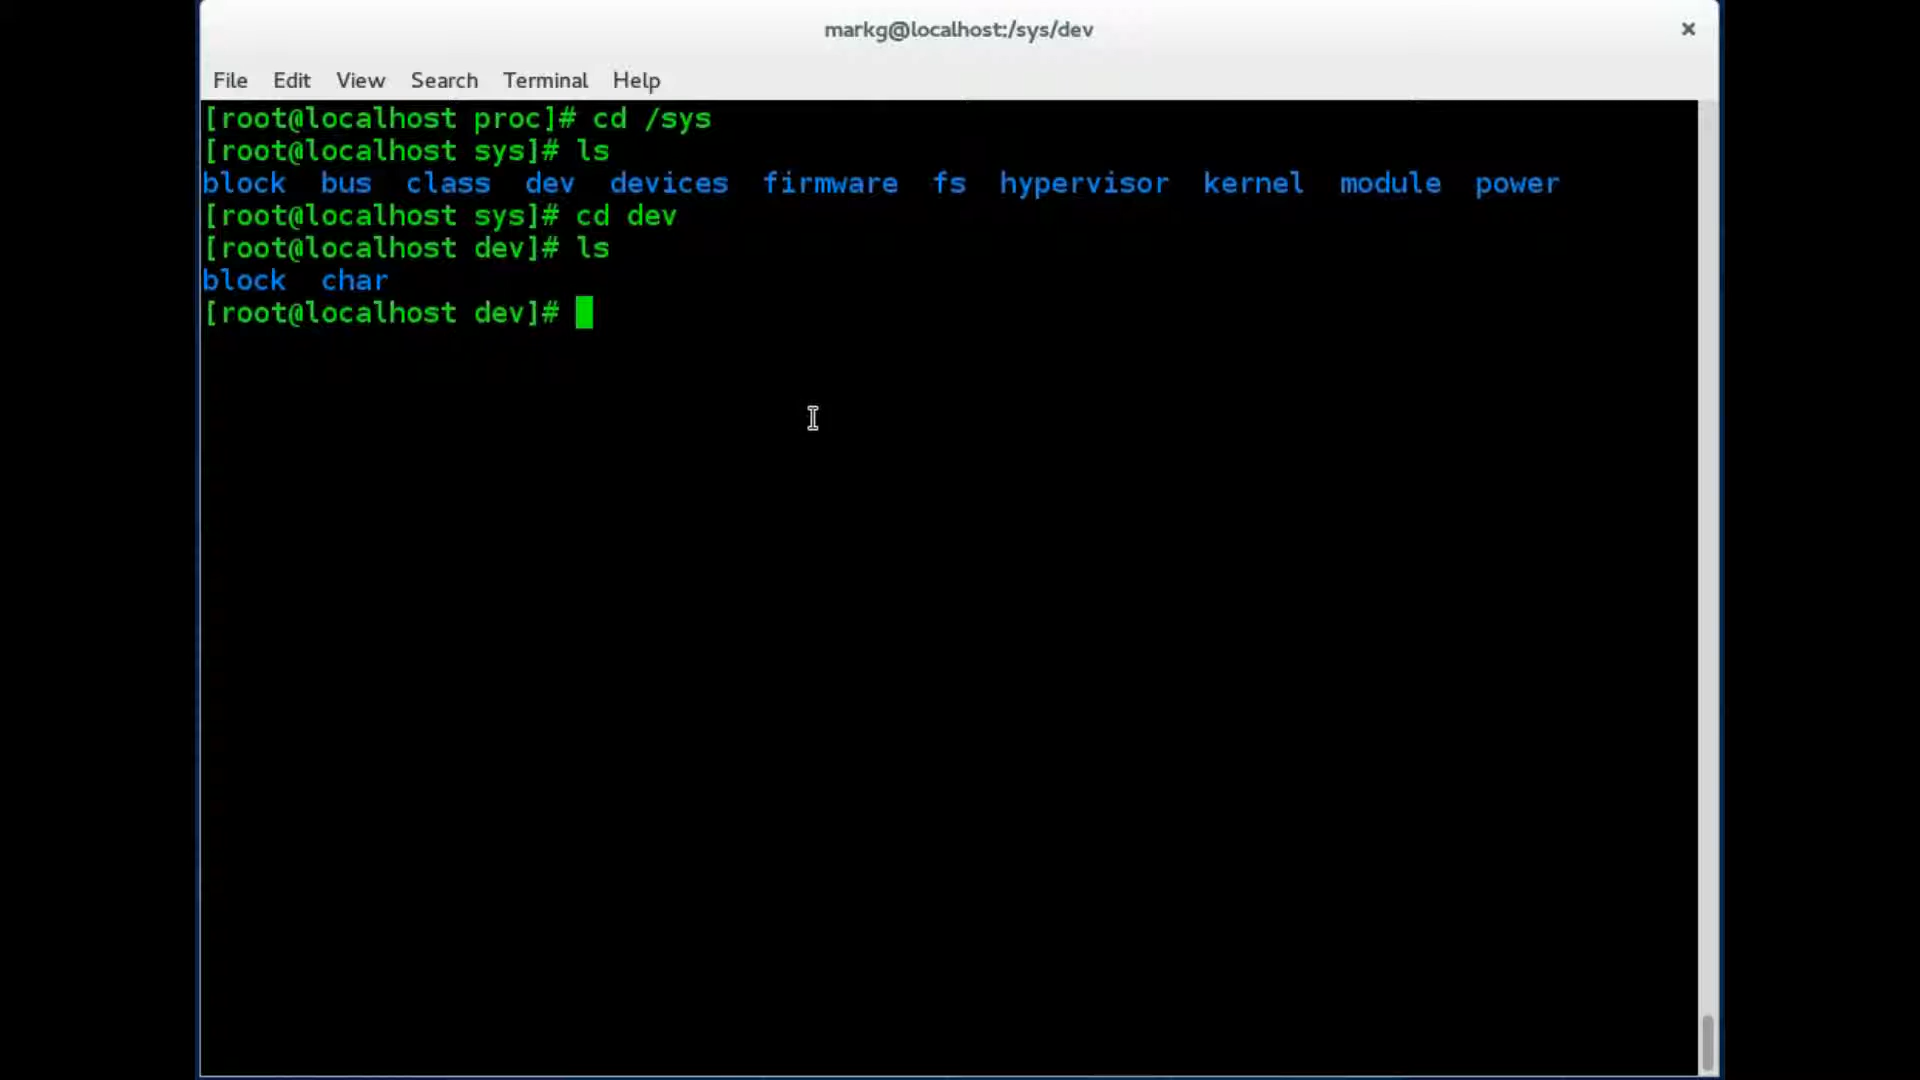 markg@localhost:/sys/dev ×
File Edit View Search Terminal Help
[root@localhost proc]# cd /sys
[root@localhost sys]# ls
block  bus  class  dev  devices  firmware  fs  hypervisor  kernel  module  power
[root@localhost sys]# cd dev
[root@localhost dev]# ls
block  char
[root@localhost dev]#